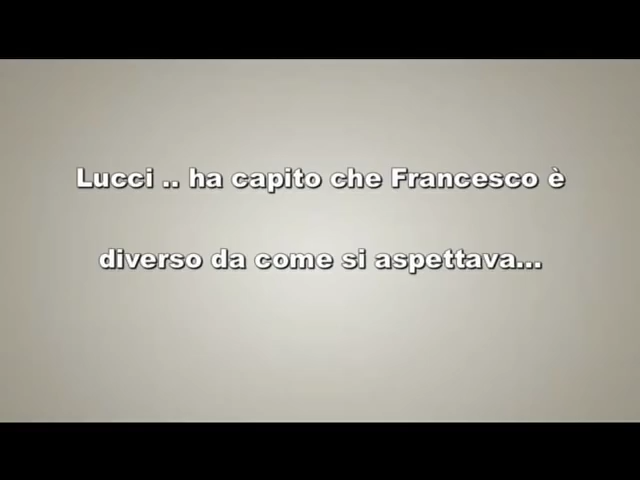 Lucci .. ha capito che Francesco è
diverso da come si aspettava...